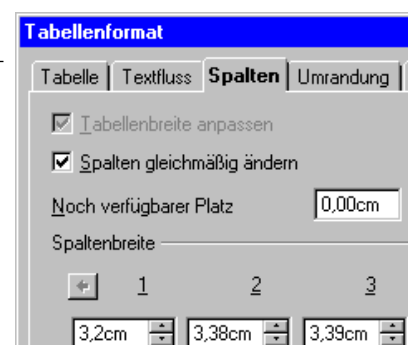 Tabellenformat
Tabelle Textfluss Spalten Umrandung
Tabellenbreite anpassen
Spalten gleichmäßig ändern
Noch verfügbarer Platz 0,00cm
Spaltenbreite
1 2 3
3,2cm 3,38cm 3,39cm